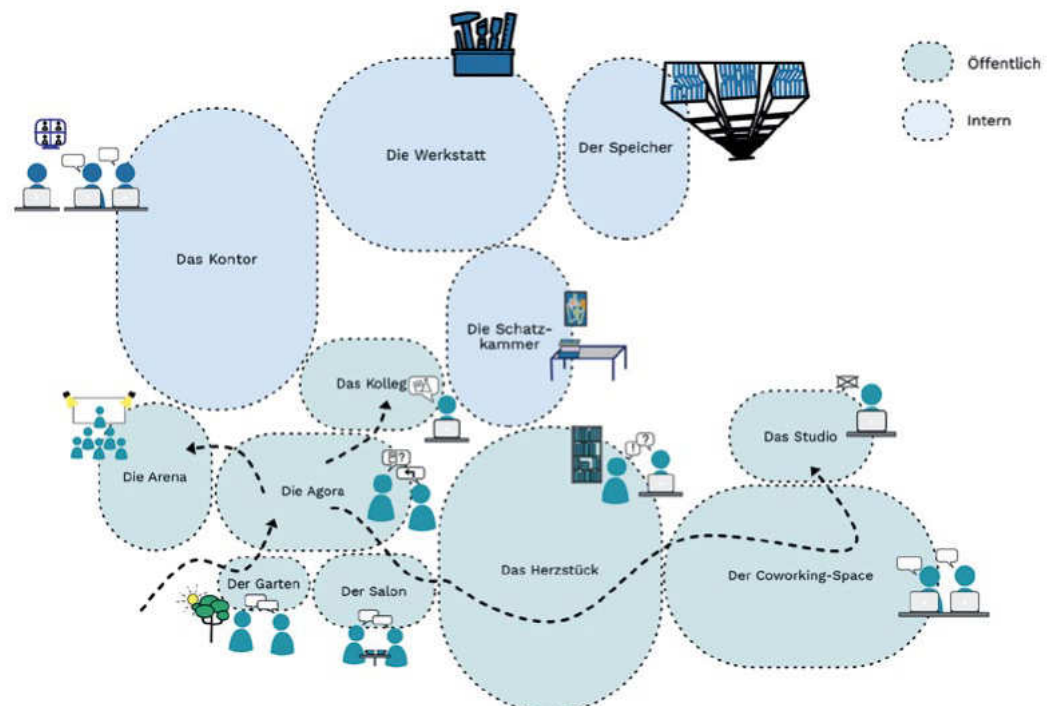 Öffentlich
Intern
Die Werkstatt
Der Speicher
Das Kontor
Die Schatz-
kammer
Das Kolleg
Das Studio
Die Arena
Die Agora
Das Herzstück
Der Coworking-Space
Der Garten
Der Salon